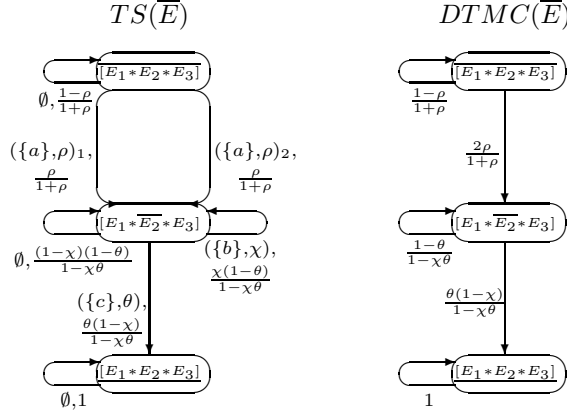 TS(E̅)
DTMC(E̅)
[E₁*E₂*E₃]
[E₁*E₂*E₃]
∅, (1−ρ)/(1+ρ)
(1−ρ)/(1+ρ)
({a},ρ)₁, ρ/(1+ρ)
({a},ρ)₂, ρ/(1+ρ)
2ρ/(1+ρ)
[E₁*E̅₂̅*E₃]
[E₁*E̅₂̅*E₃]
∅, (1−χ)(1−θ)/(1−χθ)
({b},χ), χ(1−θ)/(1−χθ)
(1−θ)/(1−χθ)
({c},θ), θ(1−χ)/(1−χθ)
θ(1−χ)/(1−χθ)
[E₁*E₂*E₃]
[E₁*E₂*E₃]
∅,1
1